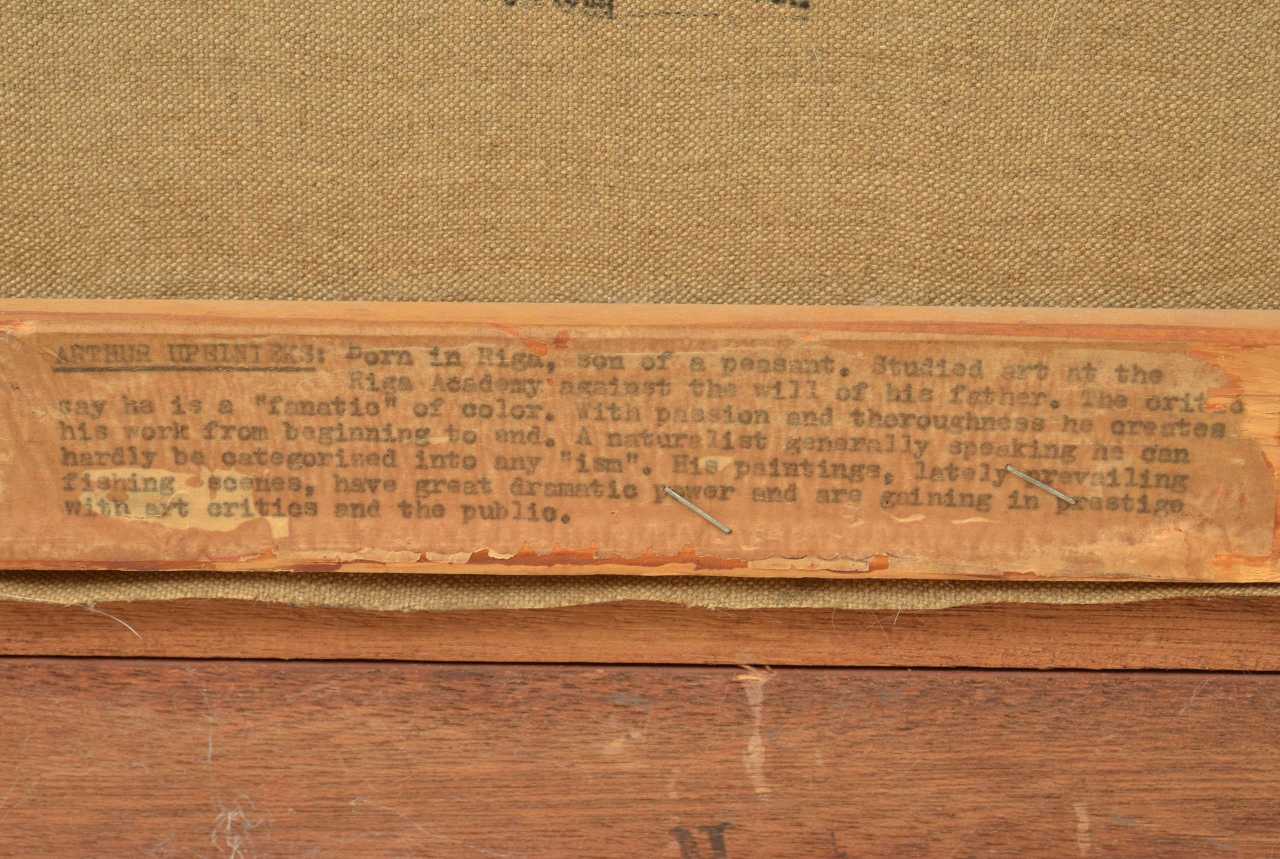 ARTHUR UPEINIEKS: Born in Riga, son of a peasant. Studied art at the
Riga Academy against the will of his father. The critics
say he is a "fanatic" of color. With passion and thoroughness he creates
his work from beginning to end. A naturalist generally speaking he can
hardly be categorized into any "ism". His paintings, lately prevailing
fishing scenes, have great dramatic power and are gaining in prestige
with art critics and the public.